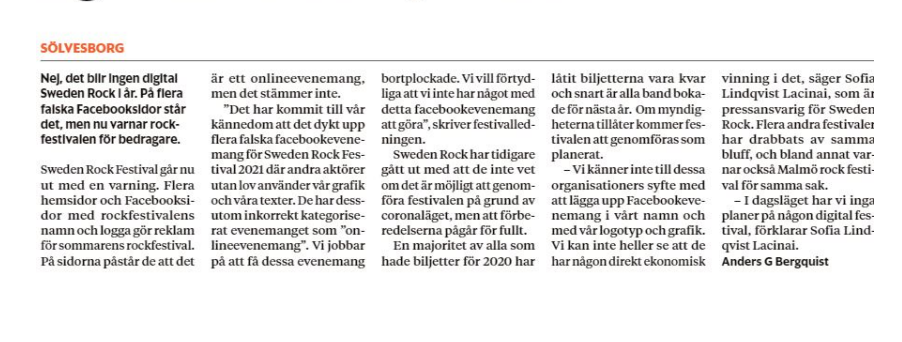 SÖLVESBORG
Nej, det blir ingen digital
Sweden Rock i år. På flera
falska Facebooksidor står
det, men nu varnar rock-
festivalen för bedragare.
Sweden Rock Festival går nu
ut med en varning. Flera
hemsidor och Facebooksi-
dor med rockfestivalens
namn och logga gör reklam
för sommarens rockfestival.
På sidorna påstår de att det
är ett onlineevenemang,
men det stämmer inte.
"Det har kommit till vår
kännedom att det dykt upp
flera falska facebookevene-
mang för Sweden Rock Fes-
tival 2021 där andra aktörer
utan lov använder vår grafik
och våra texter. De har dess-
utom inkorrekt kategorise-
rat evenemanget som "on-
lineevenemang". Vi jobbar
på att få dessa evenemang
bortplockade. Vi vill förtyd-
liga att vi inte har något med
detta facebookevenemang
att göra", skriver festivalled-
ningen.
Sweden Rock har tidigare
gått ut med att de inte vet
om det är möjligt att genom-
föra festivalen på grund av
coronaläget, men att förbe-
redelserna pågår för fullt.
En majoritet av alla som
hade biljetter för 2020 har
låtit biljetterna vara kvar
och snart är alla band boka-
de för nästa år. Om myndig-
heterna tillåter kommer fes-
tivalen att genomföras som
planerat.
– Vi känner inte till dessa
organisationers syfte med
att lägga upp Facebookeve-
nemang i vårt namn och
med vår logotyp och grafik.
Vi kan inte heller se att de
har någon direkt ekonomisk
vinning i det, säger Sofia
Lindqvist Lacinai, som är
pressansvarig för Sweden
Rock. Flera andra festivaler
har drabbats av samma
bluff, och bland annat var-
nar också Malmö rock festi-
val för samma sak.
– I dagsläget har vi inga
planer på någon digital fes-
tival, förklarar Sofia Lind-
qvist Lacinai.
Anders G Bergquist